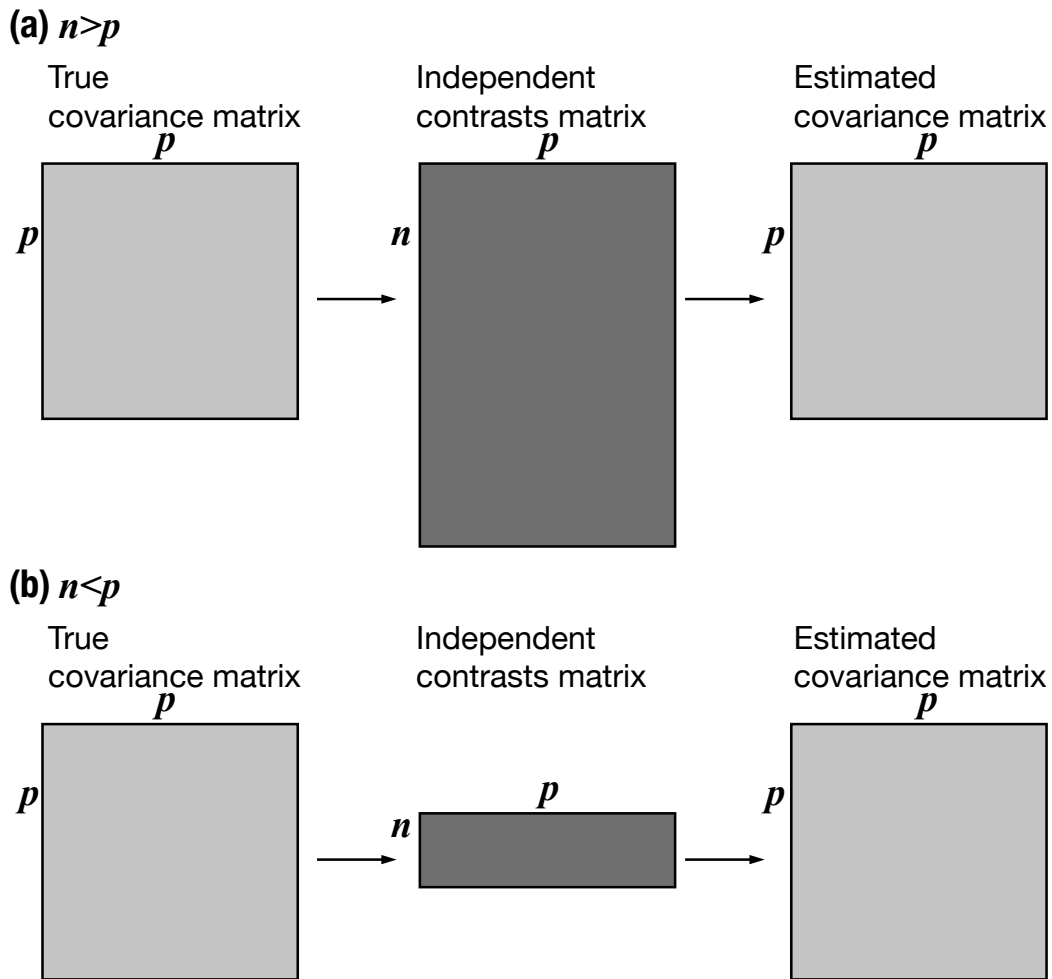 (a) n>p
True
covariance matrix
Independent
contrasts matrix
Estimated
covariance matrix
p
p
p
p
n
p
(b) n<p
True
covariance matrix
Independent
contrasts matrix
Estimated
covariance matrix
p
p
p
p
n
p